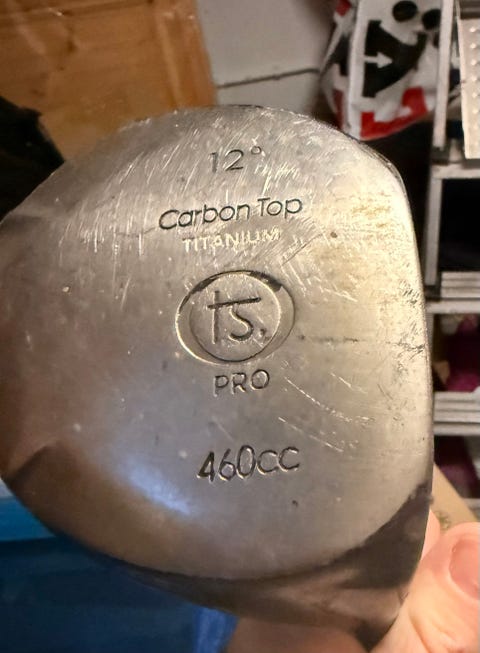 12°
Carbon Top
TITANIUM
ts.
PRO
460cc